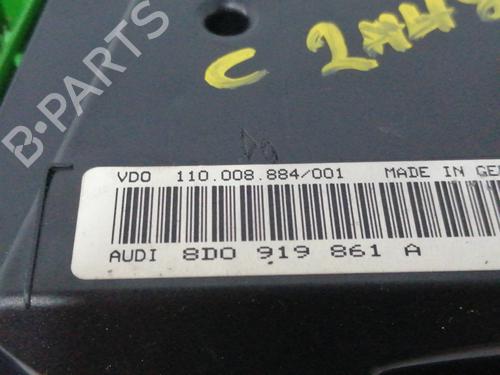 B-PARTS
VDO 110.008.884/001 MADE IN GE
AUDI 8D0 919 861 A